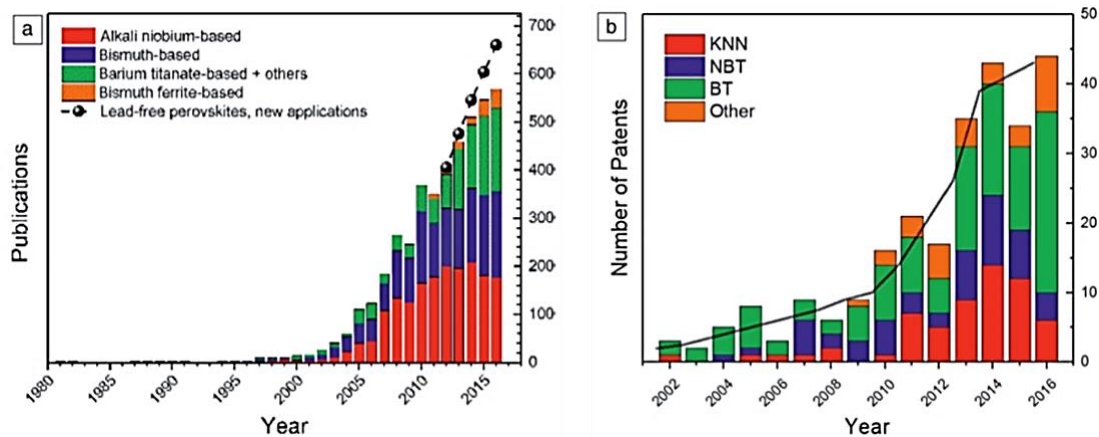 a
Alkali niobium-based
Bismuth-based
Barium titanate-based + others
Bismuth ferrite-based
Lead-free perovskites, new applications
Publications
700
600
500
400
300
200
100
0
1980
1985
1990
1995
2000
2005
2010
2015
Year
b
KNN
NBT
BT
Other
Number of Patents
50
40
30
20
10
0
2002
2004
2006
2008
2010
2012
2014
2016
Year